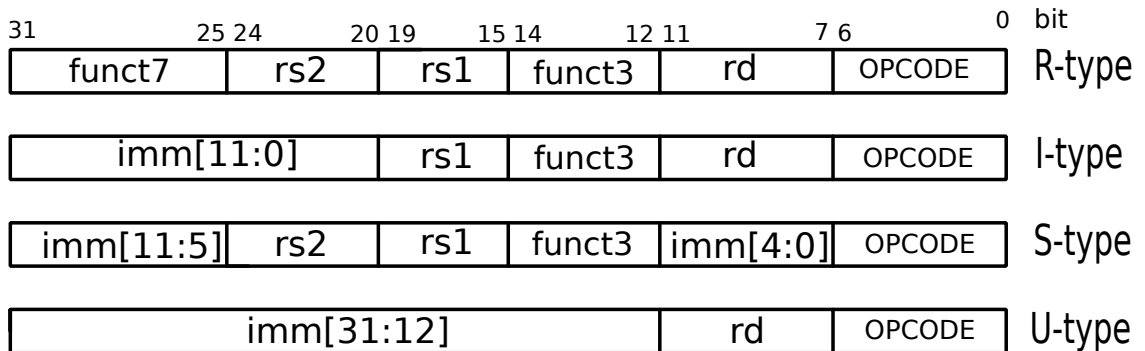 31 25 24 20 19 15 14 12 11 7 6 0 bit
funct7 rs2 rs1 funct3 rd OPCODE R-type
imm[11:0] rs1 funct3 rd OPCODE I-type
imm[11:5] rs2 rs1 funct3 imm[4:0] OPCODE S-type
imm[31:12] rd OPCODE U-type